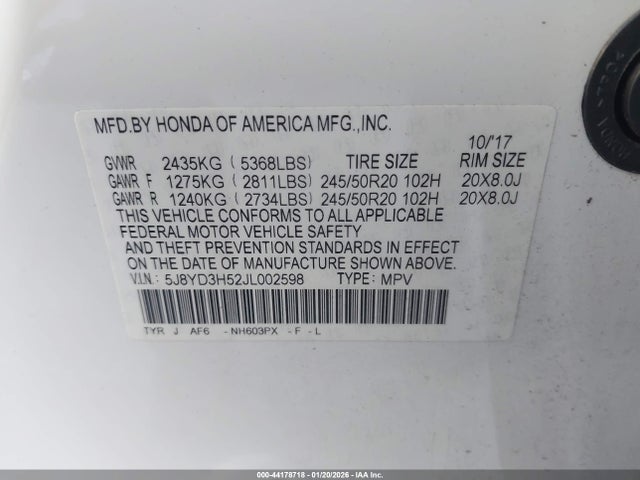 MFD.BY HONDA OF AMERICA MFG.,INC.
10/'17
GVWR 2435KG (5368LBS) TIRE SIZE RIM SIZE
GAWR F 1275KG (2811LBS) 245/50R20 102H 20X8.0J
GAWR R 1240KG (2734LBS) 245/50R20 102H 20X8.0J
THIS VEHICLE CONFORMS TO ALL APPLICABLE
FEDERAL MOTOR VEHICLE SAFETY
AND THEFT PREVENTION STANDARDS IN EFFECT
ON THE DATE OF MANUFACTURE SHOWN ABOVE.
V.I.N.: 5J8YD3H52JL002598 TYPE: MPV
TYR J AF6 -NH603PX -F-L
000-44178718 - 01/20/2026 - IAA Inc.